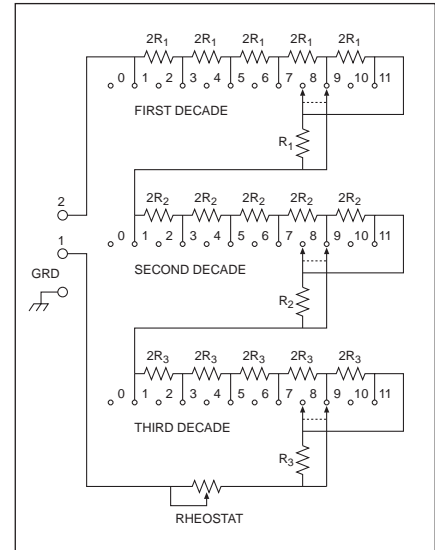 2R1 2R1 2R1 2R1 2R1
0 1 2 3 4 5 6 7 8 9 10 11
FIRST DECADE
R1
2
2R2 2R2 2R2 2R2 2R2
0 1 2 3 4 5 6 7 8 9 10 11
1
SECOND DECADE
GRD
R2
2R3 2R3 2R3 2R3 2R3
0 1 2 3 4 5 6 7 8 9 10 11
THIRD DECADE
R3
RHEOSTAT